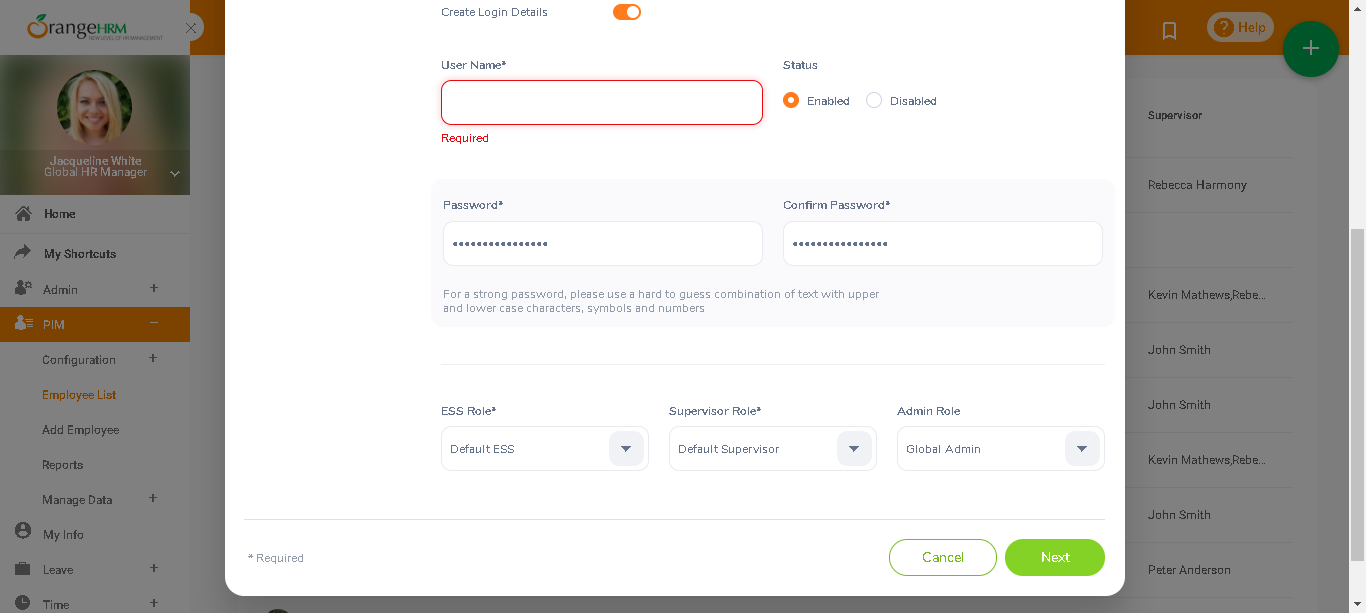 OrangeHRM
NEW LEVEL OF HR MANAGEMENT
Jacqueline White
Global HR Manager
Home
My Shortcuts
Admin
PIM
Configuration
Employee List
Add Employee
Reports
Manage Data
My Info
Leave
Time
Create Login Details
User Name*
Required
Status
Enabled
Disabled
Password*
••••••••••••••••
Confirm Password*
••••••••••••••••
For a strong password, please use a hard to guess combination of text with upper
and lower case characters, symbols and numbers
ESS Role*
Default ESS
Supervisor Role*
Default Supervisor
Admin Role
Global Admin
* Required
Cancel
Next
Help
Supervisor
Rebecca Harmony
Kevin Mathews,Rebe...
John Smith
John Smith
Kevin Mathews,Rebe...
John Smith
Peter Anderson